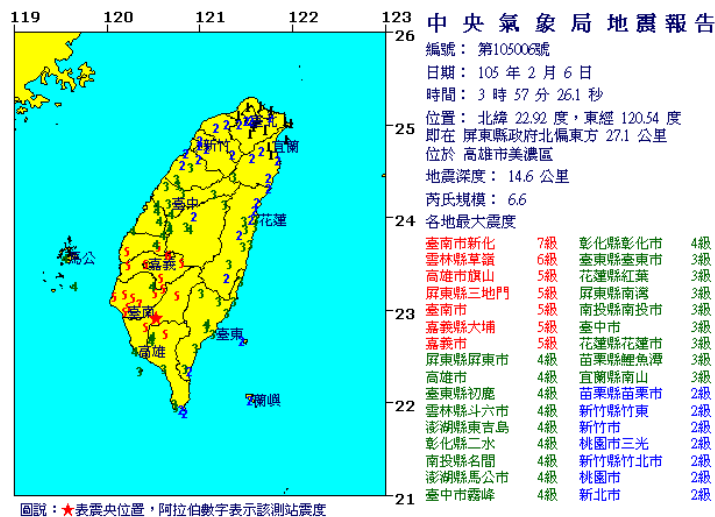 119
120
121
122
123
26
25
24
23
22
21
臺北
新竹
宜蘭
臺中
花蓮
馬公
嘉義
臺南
臺東
高雄
蘭嶼
圖說：★表震央位置，阿拉伯數字表示該測站震度
中央氣象局地震報告
編號： 第105006號
日期： 105 年 2 月 6 日
時間： 3 時 57 分 26.1 秒
位置： 北緯 22.92 度，東經 120.54 度
即在 屏東縣政府北偏東方 27.1 公里
位於 高雄市美濃區
地震深度： 14.6 公里
芮氏規模： 6.6
各地最大震度
臺南市新化 7級 彰化縣彰化市 4級
雲林縣草嶺 6級 臺東縣臺東市 3級
高雄市旗山 5級 花蓮縣紅葉 3級
屏東縣三地門 5級 屏東縣南灣 3級
臺南市 5級 南投縣南投市 3級
嘉義縣大埔 5級 臺中市 3級
嘉義市 5級 花蓮縣花蓮市 3級
屏東縣屏東市 4級 苗栗縣鯉魚潭 3級
高雄市 4級 宜蘭縣南山 3級
臺東縣初鹿 4級 苗栗縣苗栗市 2級
雲林縣斗六市 4級 新竹縣竹東 2級
澎湖縣東吉島 4級 新竹市 2級
彰化縣二水 4級 桃園市三光 2級
南投縣名間 4級 新竹縣竹北市 2級
澎湖縣馬公市 4級 桃園市 2級
臺中市霧峰 4級 新北市 2級